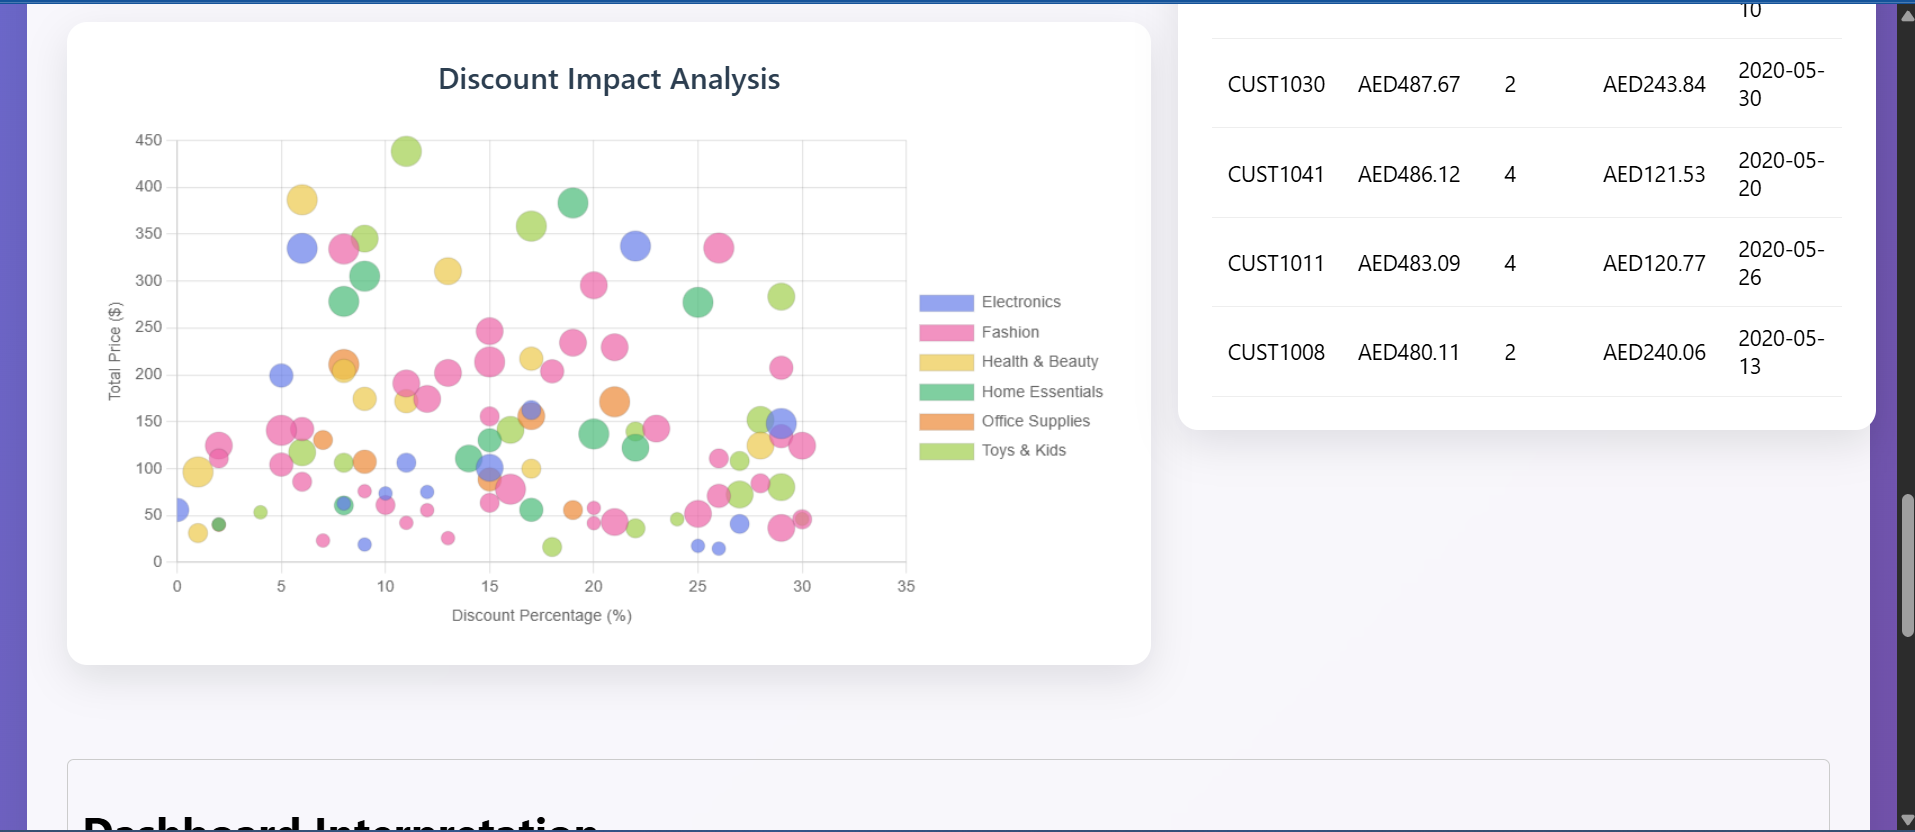 Discount Impact Analysis
450
400
350
300
250
200
150
100
50
0
Total Price ($)
0 5 10 15 20 25 30 35
Discount Percentage (%)
Electronics
Fashion
Health & Beauty
Home Essentials
Office Supplies
Toys & Kids
10
CUST1030 AED487.67 2 AED243.84 2020-05-
30
CUST1041 AED486.12 4 AED121.53 2020-05-
20
CUST1011 AED483.09 4 AED120.77 2020-05-
26
CUST1008 AED480.11 2 AED240.06 2020-05-
13
Dashboard Interpretation